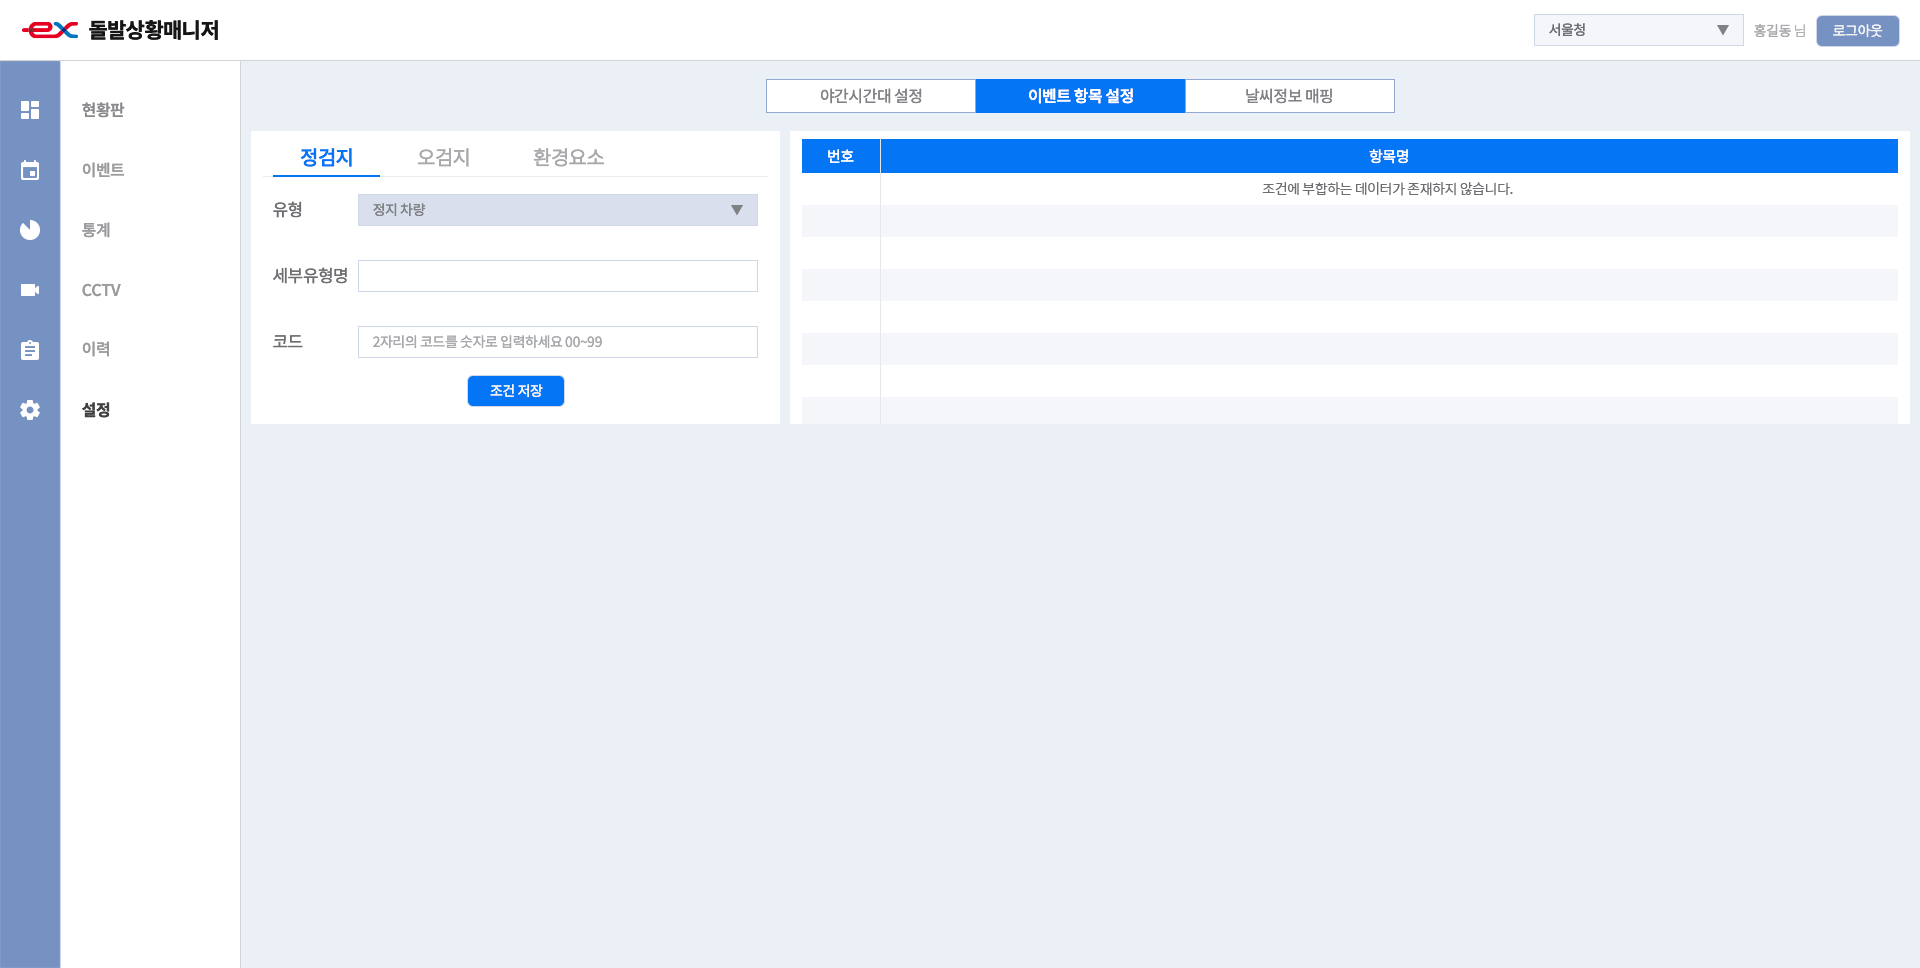 ex 돌발상황매니저
서울청 ▼ 홍길동 님 로그아웃
현황판
이벤트
통계
CCTV
이력
설정
야간시간대 설정 이벤트 항목 설정 날씨정보 매핑
정검지 오검지 환경요소
유형 정지 차량 ▼
세부유형명
코드 2자리의 코드를 숫자로 입력하세요 00~99
조건 저장
번호 항목명
조건에 부합하는 데이터가 존재하지 않습니다.